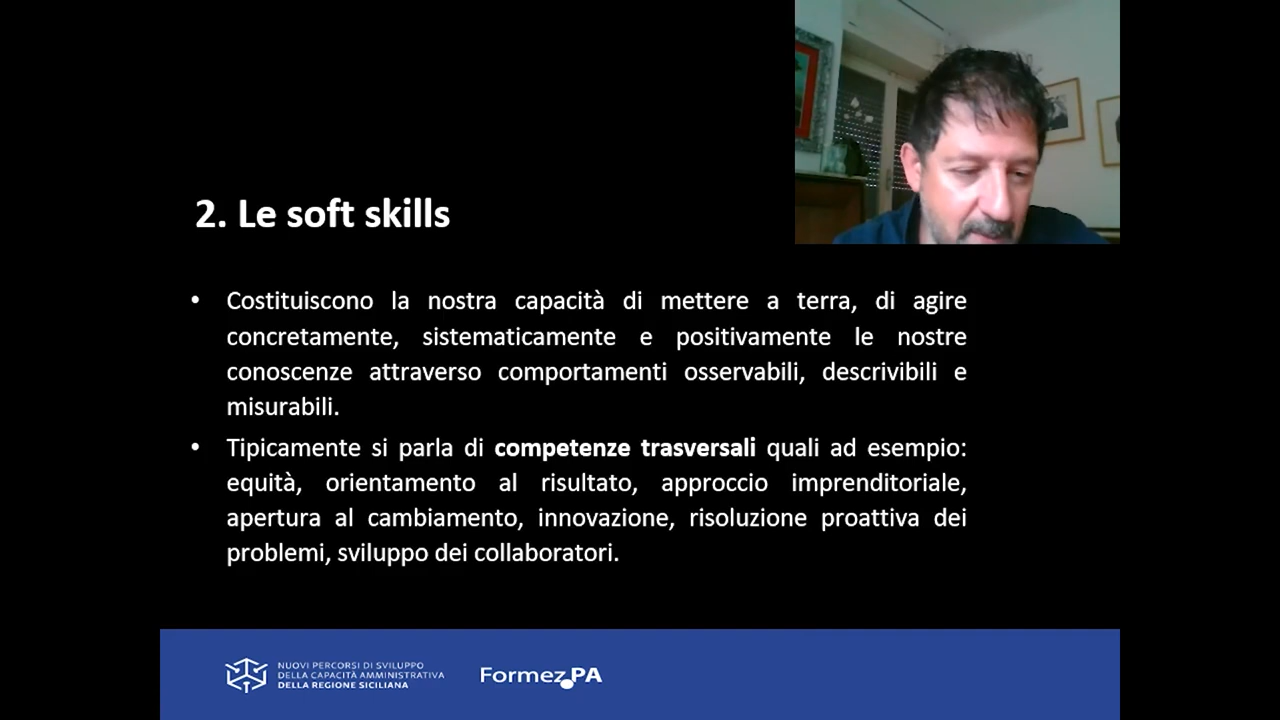 2. Le soft skills
• Costituiscono la nostra capacità di mettere a terra, di agire
concretamente, sistematicamente e positivamente le nostre
conoscenze attraverso comportamenti osservabili, descrivibili e
misurabili.
• Tipicamente si parla di competenze trasversali quali ad esempio:
equità, orientamento al risultato, approccio imprenditoriale,
apertura al cambiamento, innovazione, risoluzione proattiva dei
problemi, sviluppo dei collaboratori.
NUOVI PERCORSI DI SVILUPPO
DELLA CAPACITÀ AMMINISTRATIVA
DELLA REGIONE SICILIANA
Formez PA